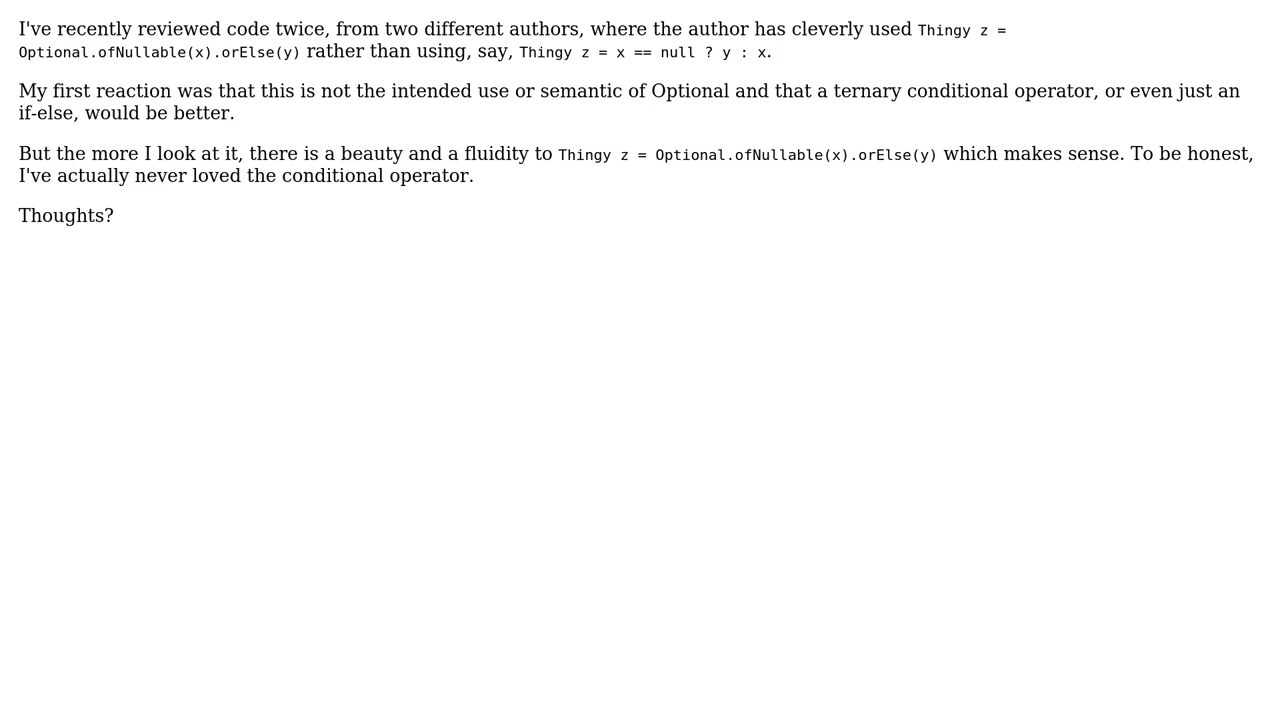 I've recently reviewed code twice, from two different authors, where the author has cleverly used Thingy z =
Optional.ofNullable(x).orElse(y) rather than using, say, Thingy z = x == null ? y : x.
My first reaction was that this is not the intended use or semantic of Optional and that a ternary conditional operator, or even just an
if-else, would be better.
But the more I look at it, there is a beauty and a fluidity to Thingy z = Optional.ofNullable(x).orElse(y) which makes sense. To be honest,
I've actually never loved the conditional operator.
Thoughts?